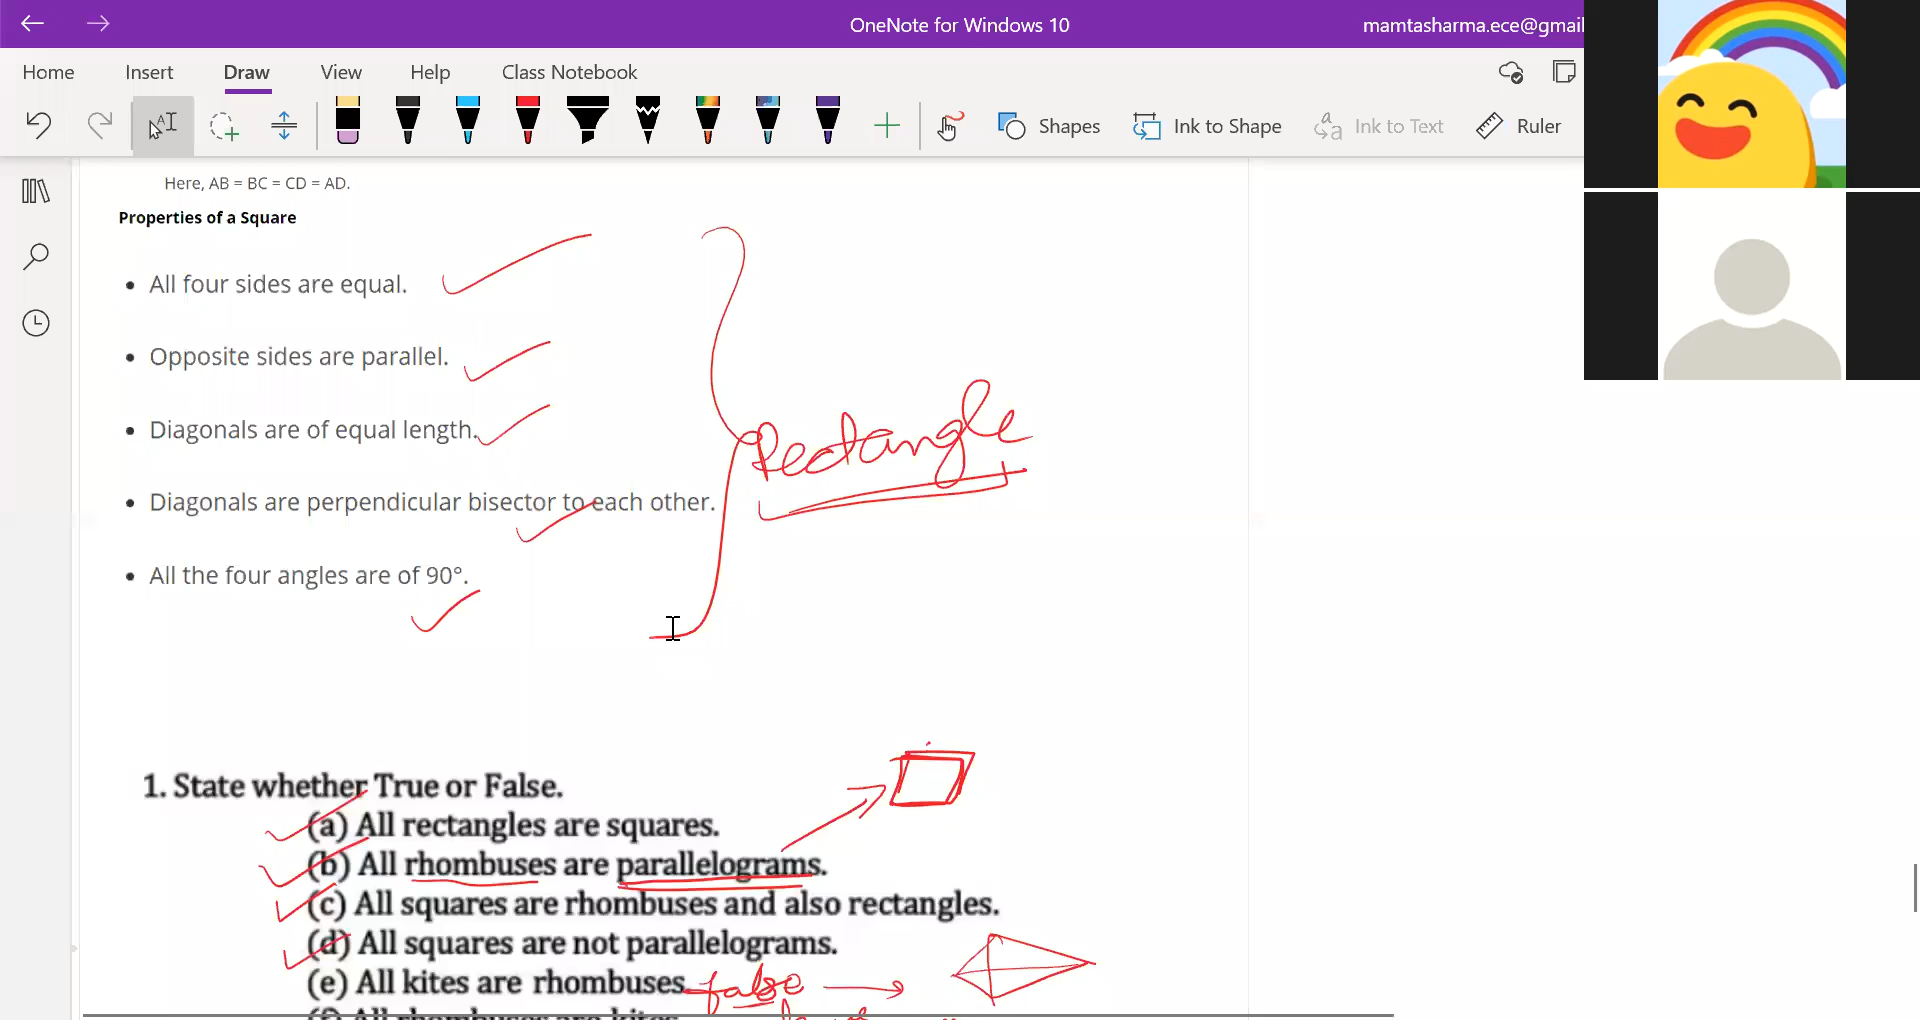 OneNote for Windows 10
mamtasharma.ece@gmail
Home Insert Draw View Help Class Notebook
Shapes Ink to Shape Ink to Text Ruler
Here, AB = BC = CD = AD.
Properties of a Square
• All four sides are equal.
• Opposite sides are parallel.
• Diagonals are of equal length.
Rectangle
• Diagonals are perpendicular bisector to each other.
• All the four angles are of 90°.
1. State whether True or False.
(a) All rectangles are squares.
(b) All rhombuses are parallelograms.
(c) All squares are rhombuses and also rectangles.
(d) All squares are not parallelograms.
(e) All kites are rhombuses. false
(f) All rhombuses are kites